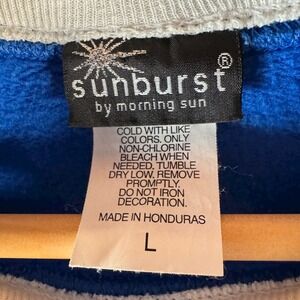 sunburst®
by morning sun
COLD WITH LIKE
COLORS. ONLY
NON-CHLORINE
BLEACH WHEN
NEEDED, TUMBLE
DRY LOW, REMOVE
PROMPTLY.
DO NOT IRON
DECORATION.
MADE IN HONDURAS
L